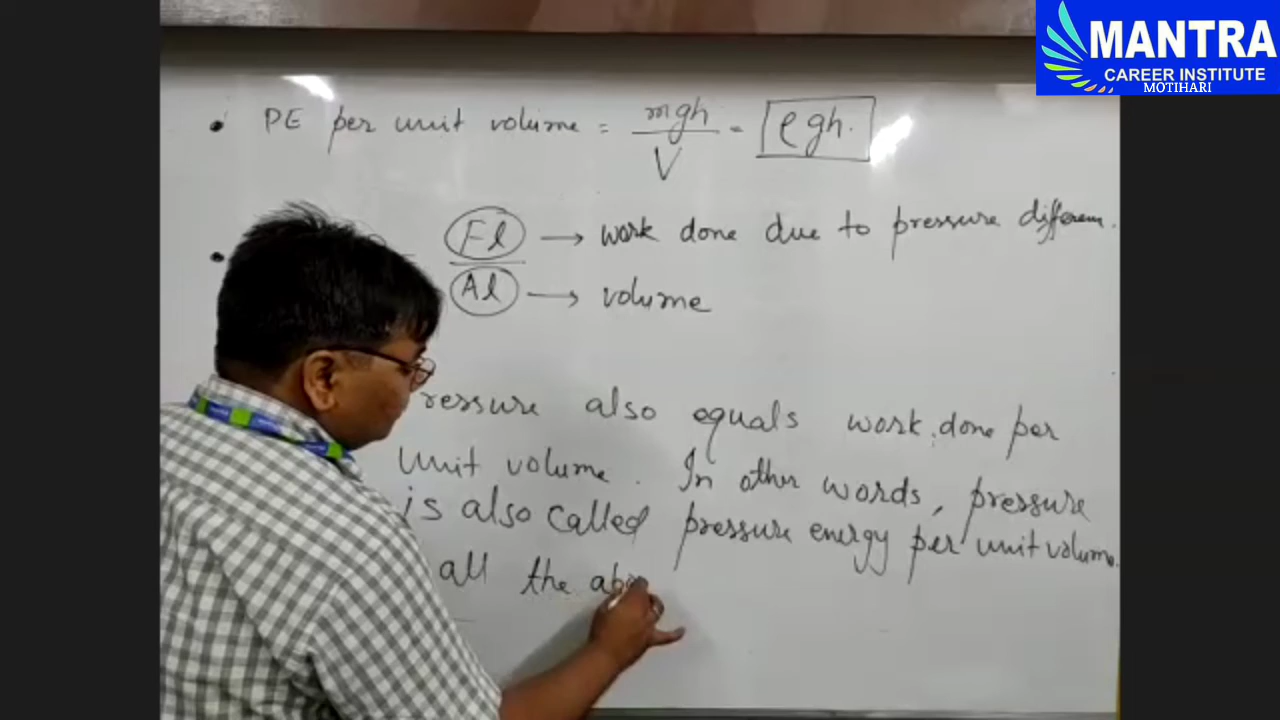 MANTRA
CAREER INSTITUTE
MOTIHARI
• PE per unit volume = mgh / V = ρgh.
Fl → work done due to pressure differen.
Al → volume
ressure also equals work done per
unit volume. In other words, pressure
is also called pressure energy per unit volume.
all the abo